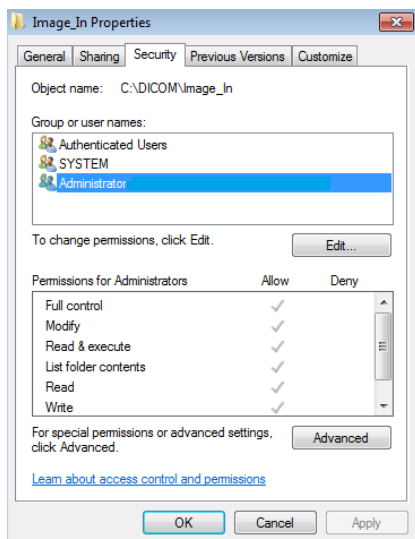 Image_In Properties
General Sharing Security Previous Versions Customize
Object name: C:\DICOM\Image_In
Group or user names:
Authenticated Users
SYSTEM
Administrator
To change permissions, click Edit.
Edit...
Permissions for Administrators Allow Deny
Full control
Modify
Read & execute
List folder contents
Read
Write
For special permissions or advanced settings,
click Advanced.
Advanced
Learn about access control and permissions
OK Cancel Apply